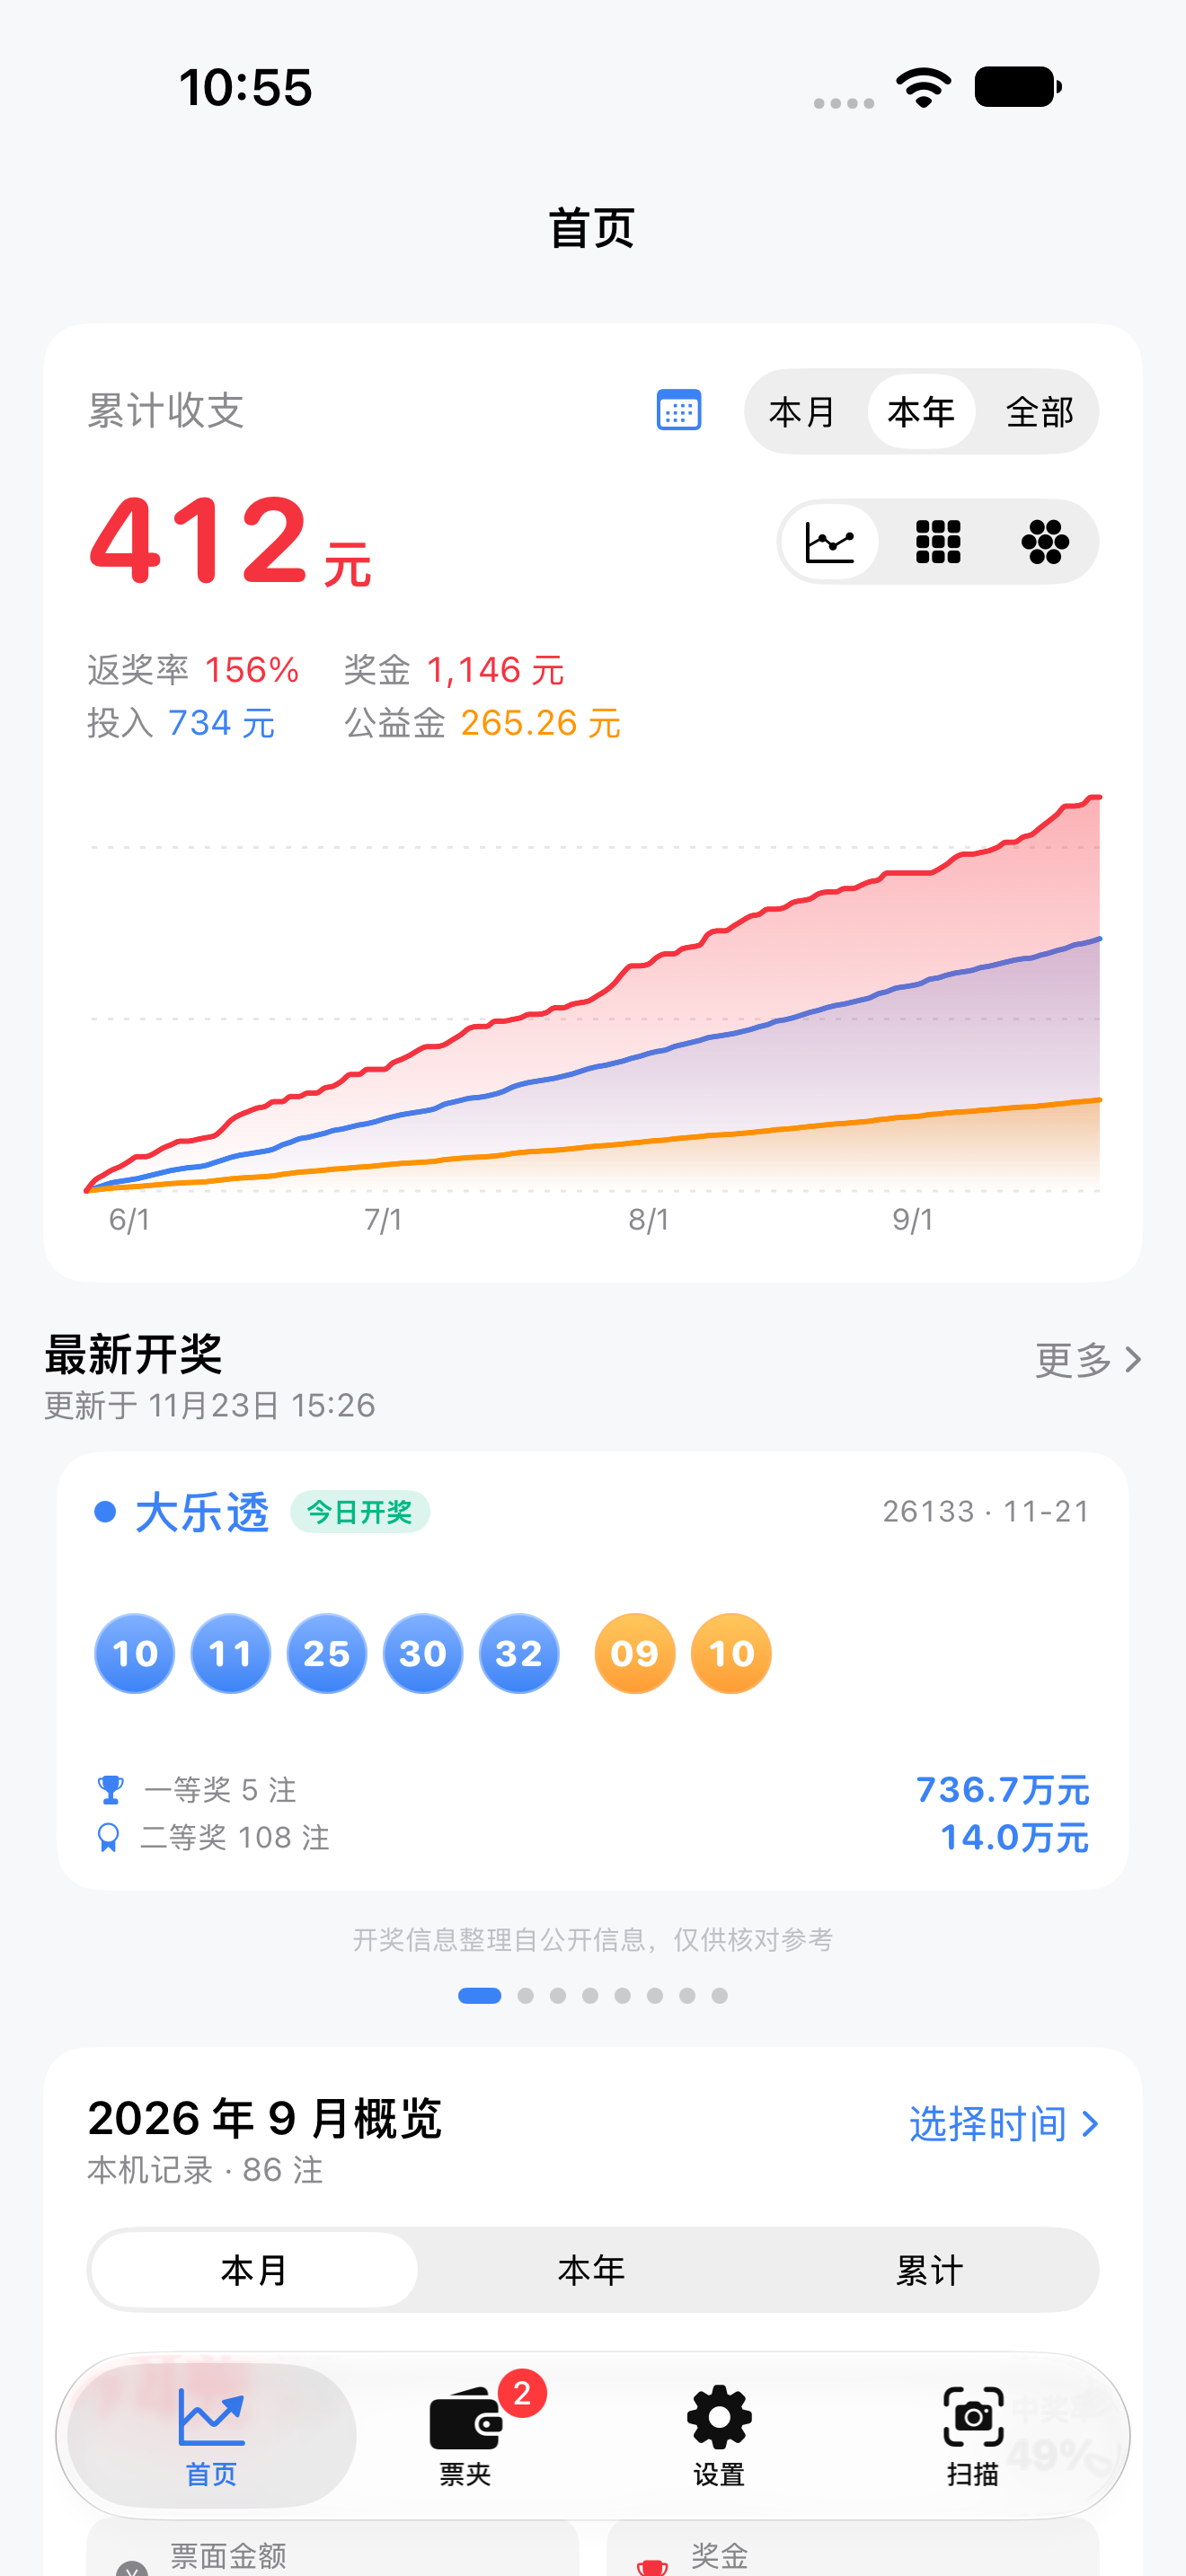 10:55
首页
累计收支
本月 本年 全部
412 元
返奖率 156% 奖金 1,146 元
投入 734 元 公益金 265.26 元
6/1 7/1 8/1 9/1
最新开奖
更多
更新于 11月23日 15:26
大乐透 今日开奖 26133 · 11-21
10 11 25 30 32 09 10
一等奖 5 注 736.7万元
二等奖 108 注 14.0万元
开奖信息整理自公开信息，仅供核对参考
2026 年 9 月概览
选择时间
本机记录 · 86 注
本月 本年 累计
2
49%
首页 票夹 设置 扫描
票面金额 奖金